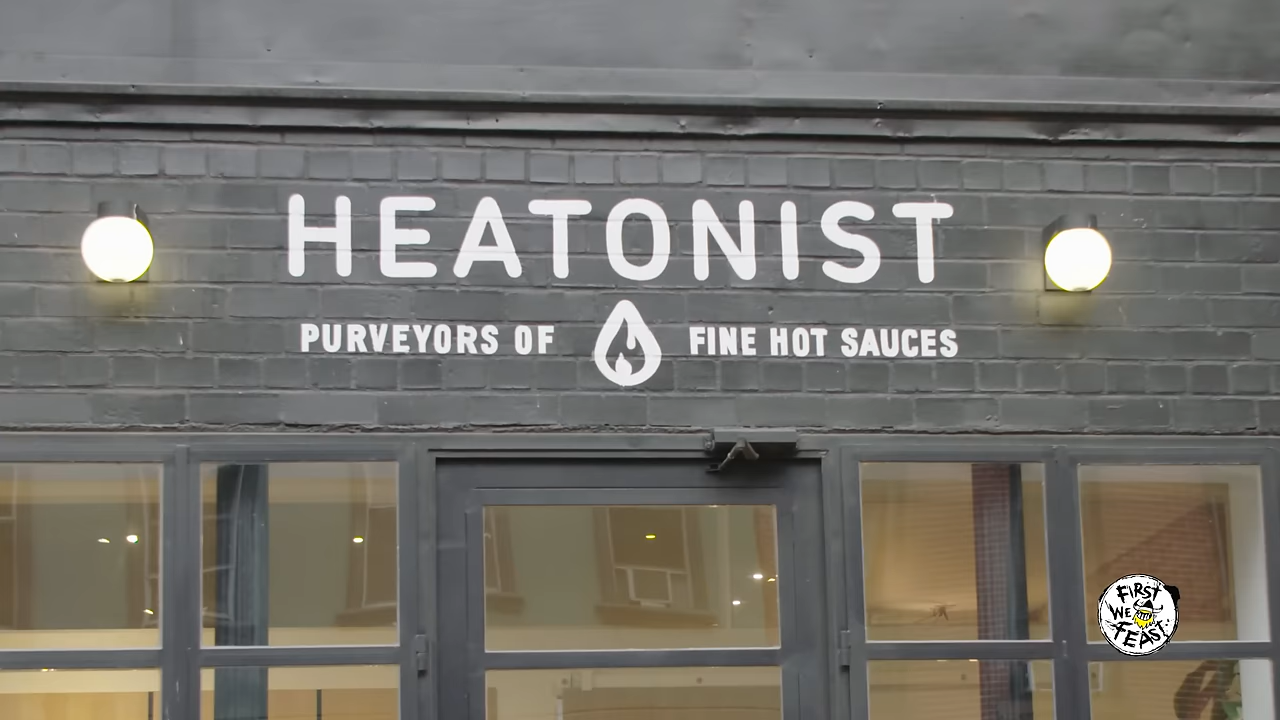 HEATONIST
PURVEYORS OF FINE HOT SAUCES
FIRST
WE
FEAST